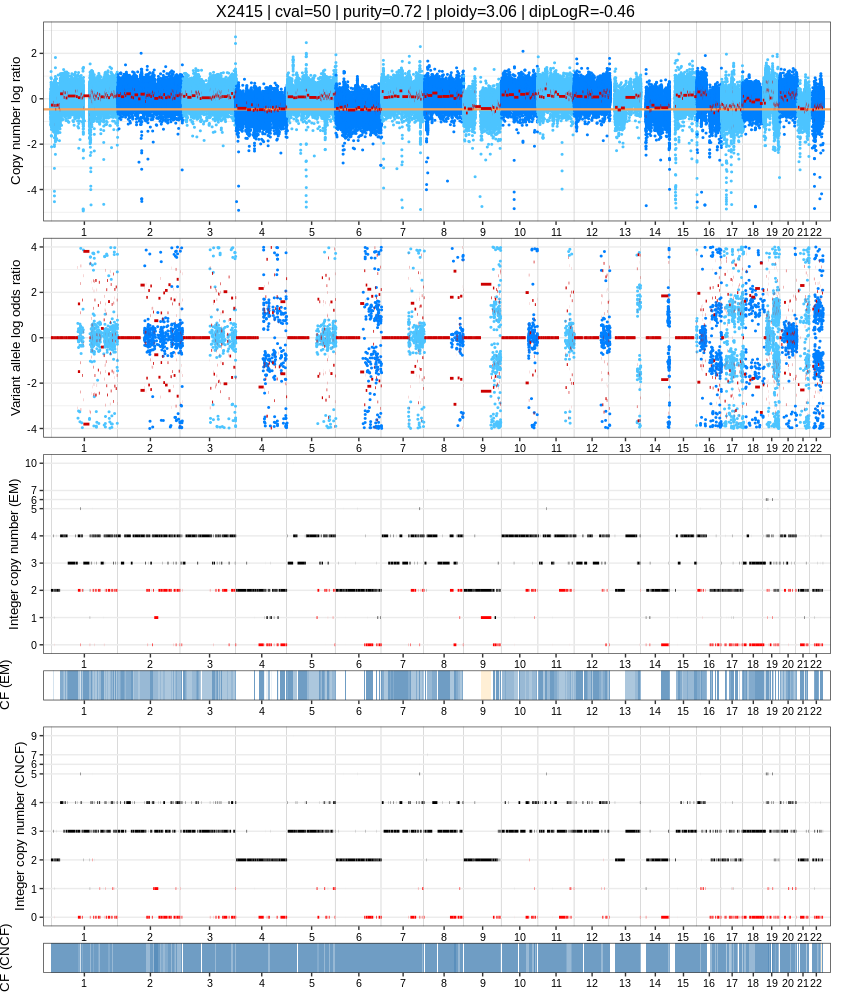 X2415 | cval=50 | purity=0.72 | ploidy=3.06 | dipLogR=-0.46
Copy number log ratio
2
0
-2
-4
1 2 3 4 5 6 7 8 9 10 11 12 13 14 15 16 17 18 19 20 21 22
Variant allele log odds ratio
4
2
0
-2
-4
1 2 3 4 5 6 7 8 9 10 11 12 13 14 15 16 17 18 19 20 21 22
Integer copy number (EM)
10
7
6
5
4
3
2
1
0
1 2 3 4 5 6 7 8 9 10 11 12 13 14 15 16 17 18 19 20 21 22
CF (EM)
1 2 3 4 5 6 7 8 9 10 11 12 13 14 15 16 17 18 19 20 21 22
Integer copy number (CNCF)
9
7
6
5
4
3
2
1
0
1 2 3 4 5 6 7 8 9 10 11 12 13 14 15 16 17 18 19 20 21 22
CF (CNCF)
1 2 3 4 5 6 7 8 9 10 11 12 13 14 15 16 17 18 19 20 21 22